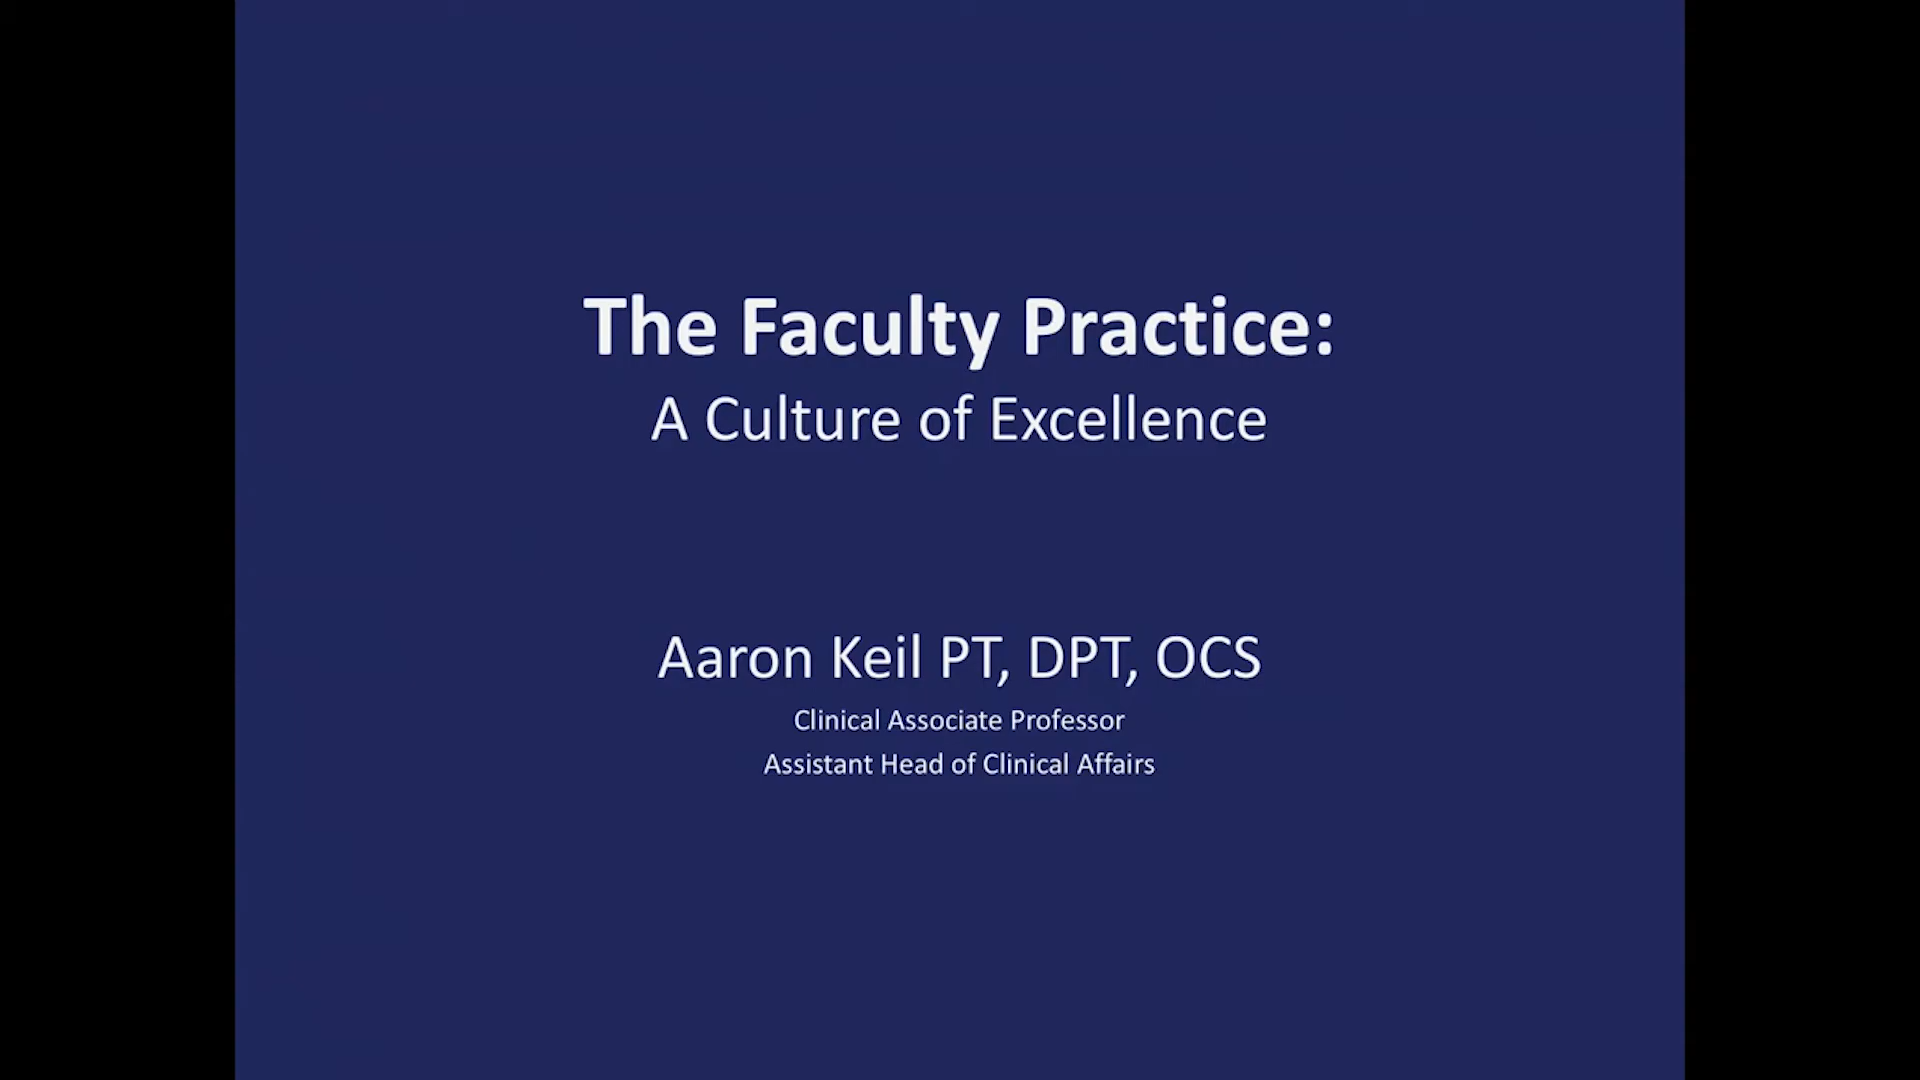 The Faculty Practice:
A Culture of Excellence
Aaron Keil PT, DPT, OCS
Clinical Associate Professor
Assistant Head of Clinical Affairs